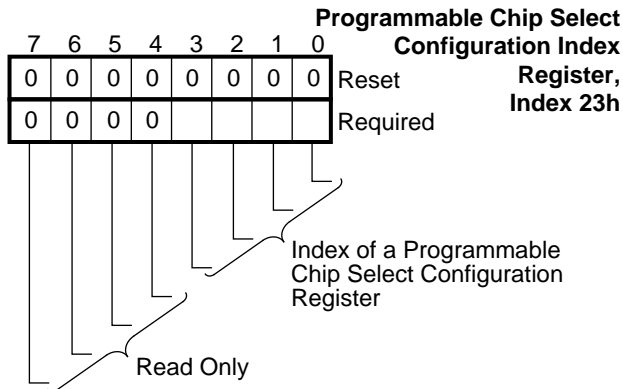 Programmable Chip Select
Configuration Index
Register,
Index 23h
7 6 5 4 3 2 1 0
0 0 0 0 0 0 0 0 Reset
0 0 0 0 Required
Index of a Programmable
Chip Select Configuration
Register
Read Only